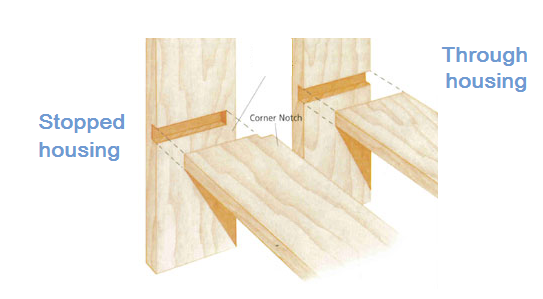 Through
housing
Corner Notch
Stopped
housing